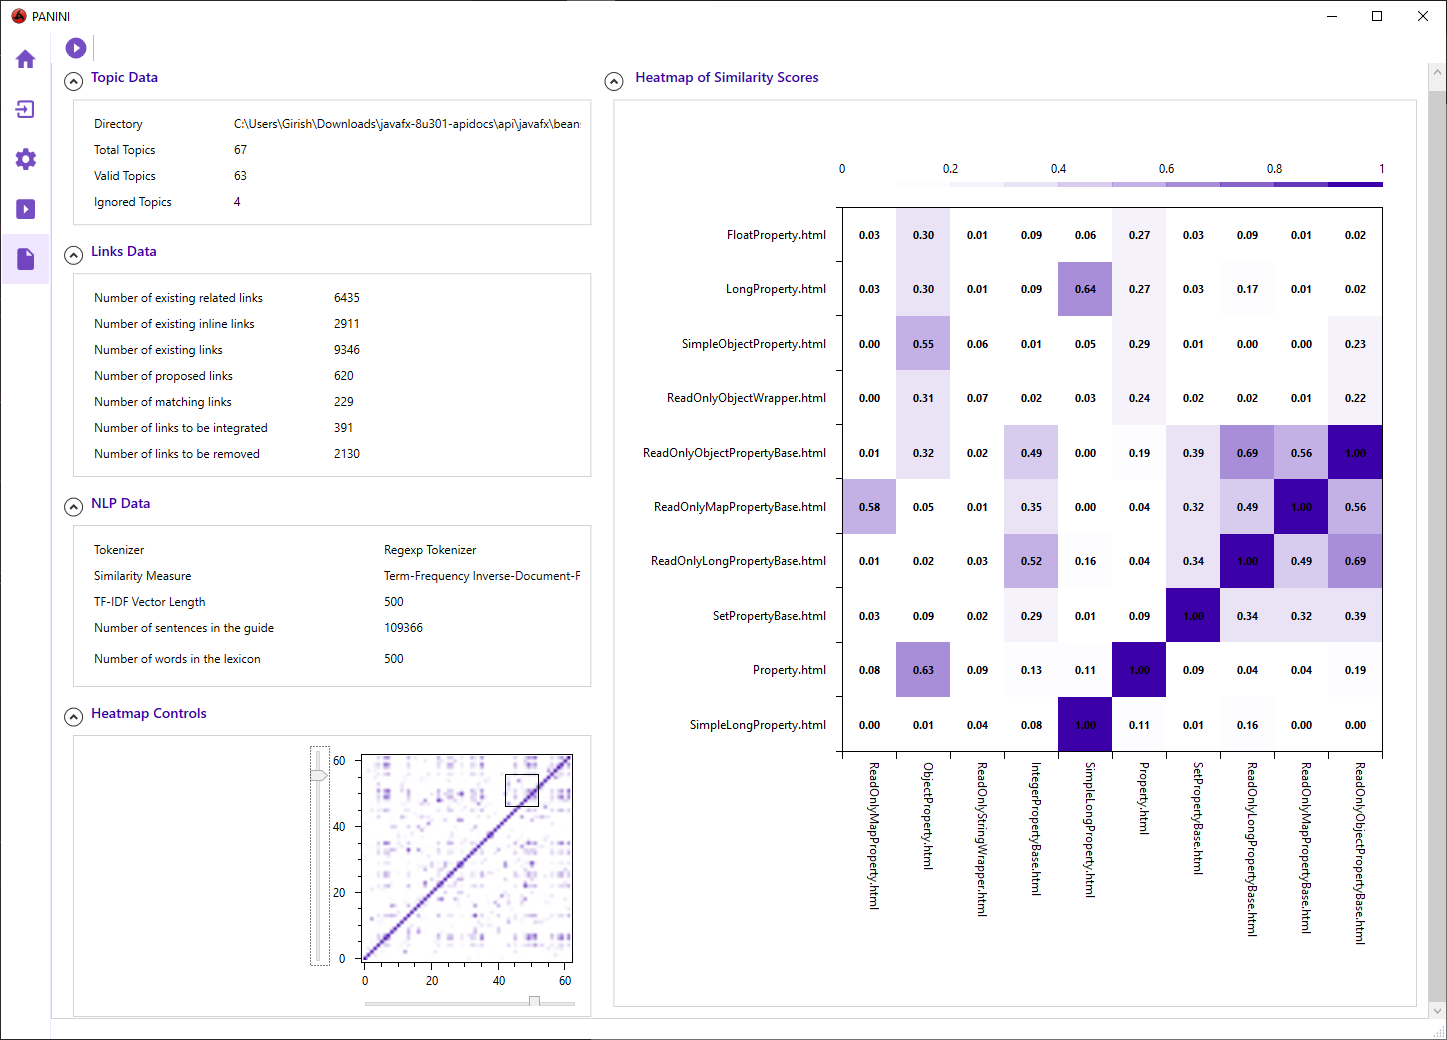 PANINI
Topic Data
Directory C:\Users\Girish\Downloads\javafx-8u301-apidocs\api\javafx\bean
Total Topics 67
Valid Topics 63
Ignored Topics 4
Links Data
Number of existing related links 6435
Number of existing inline links 2911
Number of existing links 9346
Number of proposed links 620
Number of matching links 229
Number of links to be integrated 391
Number of links to be removed 2130
NLP Data
Tokenizer Regexp Tokenizer
Similarity Measure Term-Frequency Inverse-Document-F
TF-IDF Vector Length 500
Number of sentences in the guide 109366
Number of words in the lexicon 500
Heatmap Controls
60
40
20
0
0 20 40 60
Heatmap of Similarity Scores
0 0.2 0.4 0.6 0.8 1
FloatProperty.html 0.03 0.30 0.01 0.09 0.06 0.27 0.03 0.09 0.01 0.02
LongProperty.html 0.03 0.30 0.01 0.09 0.64 0.27 0.03 0.17 0.01 0.02
SimpleObjectProperty.html 0.00 0.55 0.06 0.01 0.05 0.29 0.01 0.00 0.00 0.23
ReadOnlyObjectWrapper.html 0.00 0.31 0.07 0.02 0.03 0.24 0.02 0.02 0.01 0.22
ReadOnlyObjectPropertyBase.html 0.01 0.32 0.02 0.49 0.00 0.19 0.39 0.69 0.56 1.00
ReadOnlyMapPropertyBase.html 0.58 0.05 0.01 0.35 0.00 0.04 0.32 0.49 1.00 0.56
ReadOnlyLongPropertyBase.html 0.01 0.02 0.03 0.52 0.16 0.04 0.34 1.00 0.49 0.69
SetPropertyBase.html 0.03 0.09 0.02 0.29 0.01 0.09 1.00 0.34 0.32 0.39
Property.html 0.08 0.63 0.09 0.13 0.11 1.00 0.09 0.04 0.04 0.19
SimpleLongProperty.html 0.00 0.01 0.04 0.08 1.00 0.11 0.01 0.16 0.00 0.00
ReadOnlyMapProperty.html
ObjectProperty.html
ReadOnlyStringWrapper.html
IntegerPropertyBase.html
SimpleLongProperty.html
Property.html
SetPropertyBase.html
ReadOnlyLongPropertyBase.html
ReadOnlyMapPropertyBase.html
ReadOnlyObjectPropertyBase.html